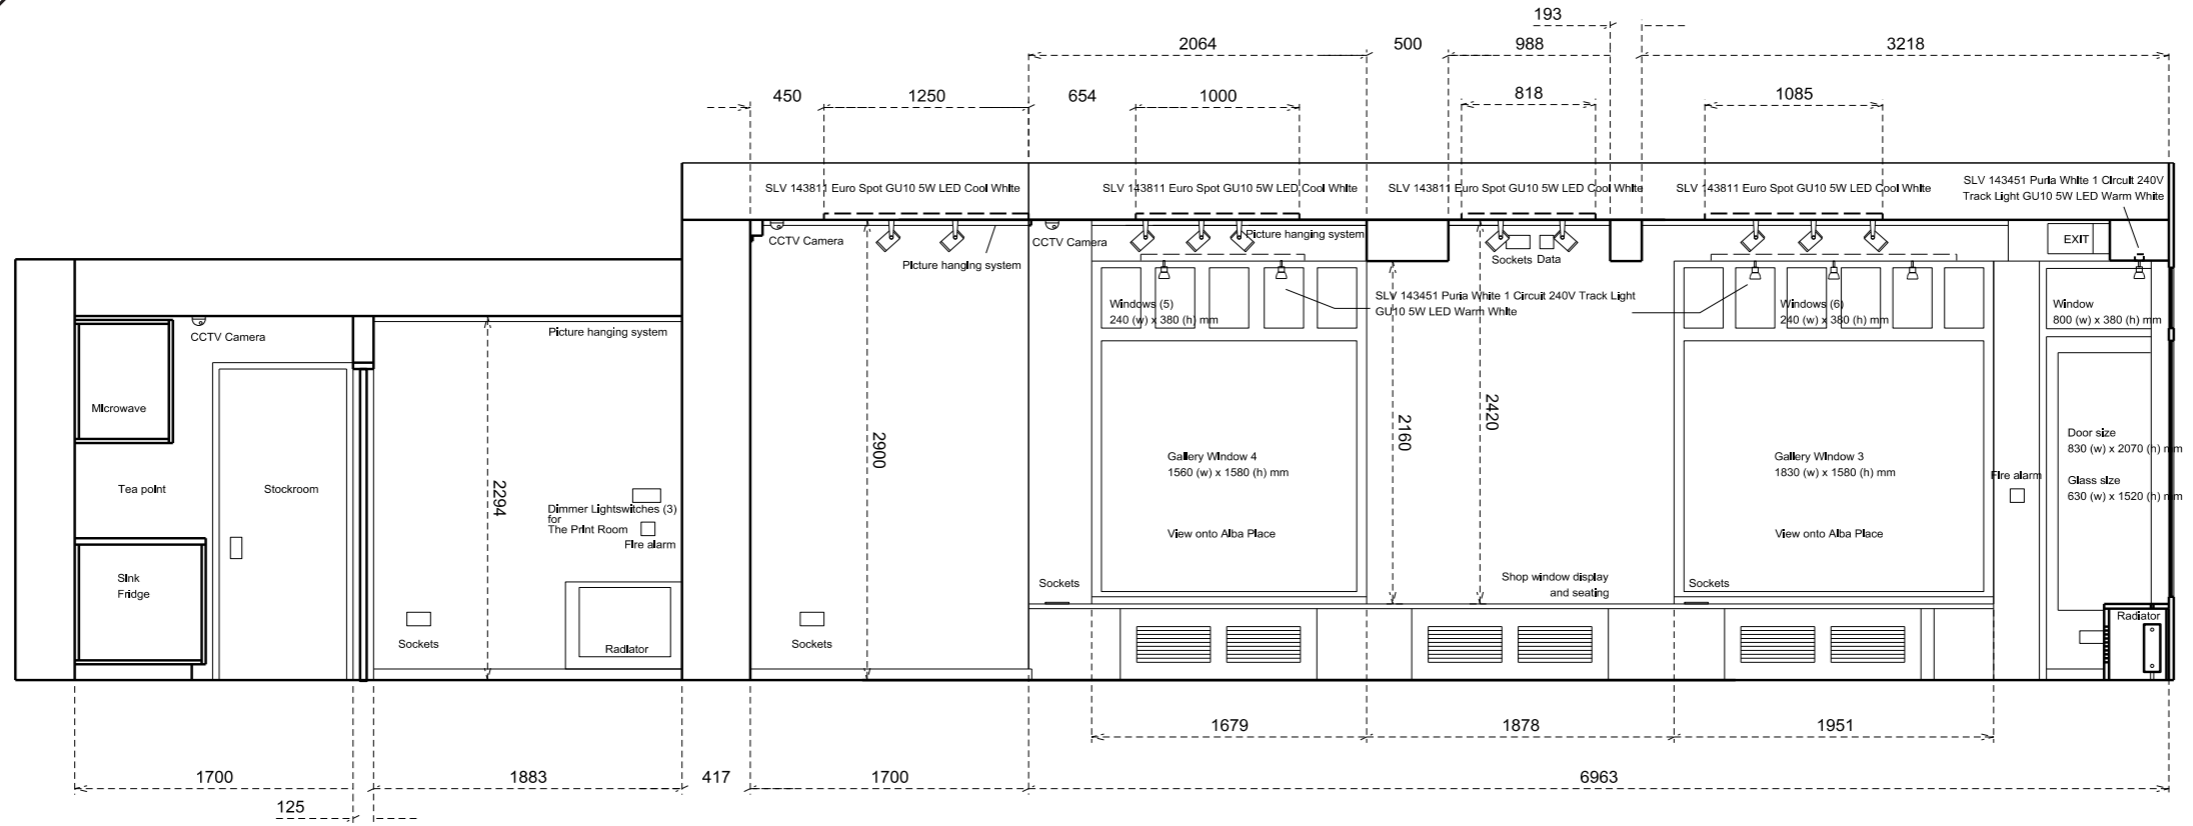 193
2064
500
988
3218
450
1250
654
1000
818
1085
SLV 143811 Euro Spot GU10 5W LED Cool White
SLV 143811 Euro Spot GU10 5W LED Cool White
SLV 143811 Euro Spot GU10 5W LED Cool White
SLV 143811 Euro Spot GU10 5W LED Cool White
SLV 143451 Puria White 1 Circuit 240V
Track Light GU10 5W LED Warm White
CCTV Camera
Picture hanging system
CCTV Camera
Picture hanging system
Sockets Data
EXIT
SLV 143451 Puria White 1 Circuit 240V Track Light
GU10 5W LED Warm White
Windows (5)
240 (w) x 380 (h) mm
Windows (6)
240 (w) x 380 (h) mm
Window
800 (w) x 380 (h) mm
CCTV Camera
Picture hanging system
Microwave
Tea point
Stockroom
Sink
Fridge
2294
Dimmer Lightswitches (3)
for
The Print Room
Fire alarm
Sockets
Radiator
2900
Sockets
Gallery Window 4
1560 (w) x 1580 (h) mm
View onto Alba Place
Sockets
2160
2420
Shop window display
and seating
Gallery Window 3
1830 (w) x 1580 (h) mm
View onto Alba Place
Sockets
Fire alarm
Door size
830 (w) x 2070 (h) mm
Glass size
630 (w) x 1520 (h) mm
Radiator
1679
1878
1951
1700
1883
417
1700
6963
125